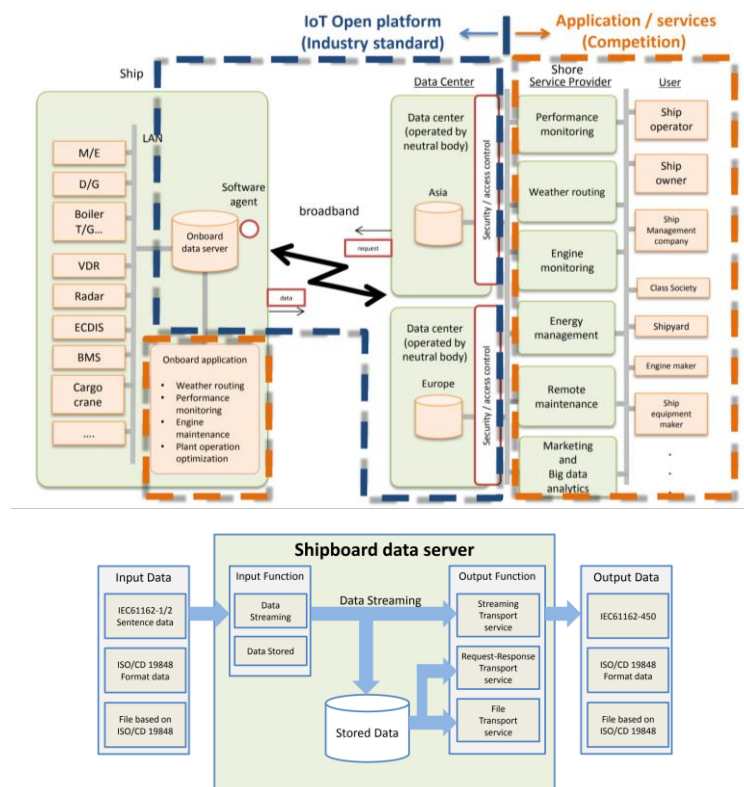 IoT Open platform
(Industry standard)
Application / services
(Competition)
Ship
LAN
M/E
D/G
Boiler
T/G...
VDR
Radar
ECDIS
BMS
Cargo
crane
....
Software
agent
Onboard
data server
Onboard application
• Weather routing
• Performance
monitoring
• Engine
maintenance
• Plant operation
optimization
broadband
request
data
Data Center
Data center
(operated by
neutral body)
Asia
Security / access control
Data center
(operated by
neutral body)
Europe
Security / access control
Shore
Service Provider
User
Performance
monitoring
Weather routing
Engine
monitoring
Energy
management
Remote
maintenance
Marketing
and
Big data
analytics
Ship
operator
Ship
owner
Ship
Management
company
Class Society
Shipyard
Engine maker
Ship
equipment
maker
.
.
.
Shipboard data server
Input Data
IEC61162-1/2
Sentence data
ISO/CD 19848
Format data
File based on
ISO/CD 19848
Input Function
Data
Streaming
Data Stored
Data Streaming
Stored Data
Output Function
Streaming
Transport
service
Request-Response
Transport
service
File
Transport
service
Output Data
IEC61162-450
ISO/CD 19848
Format data
File based on
ISO/CD 19848